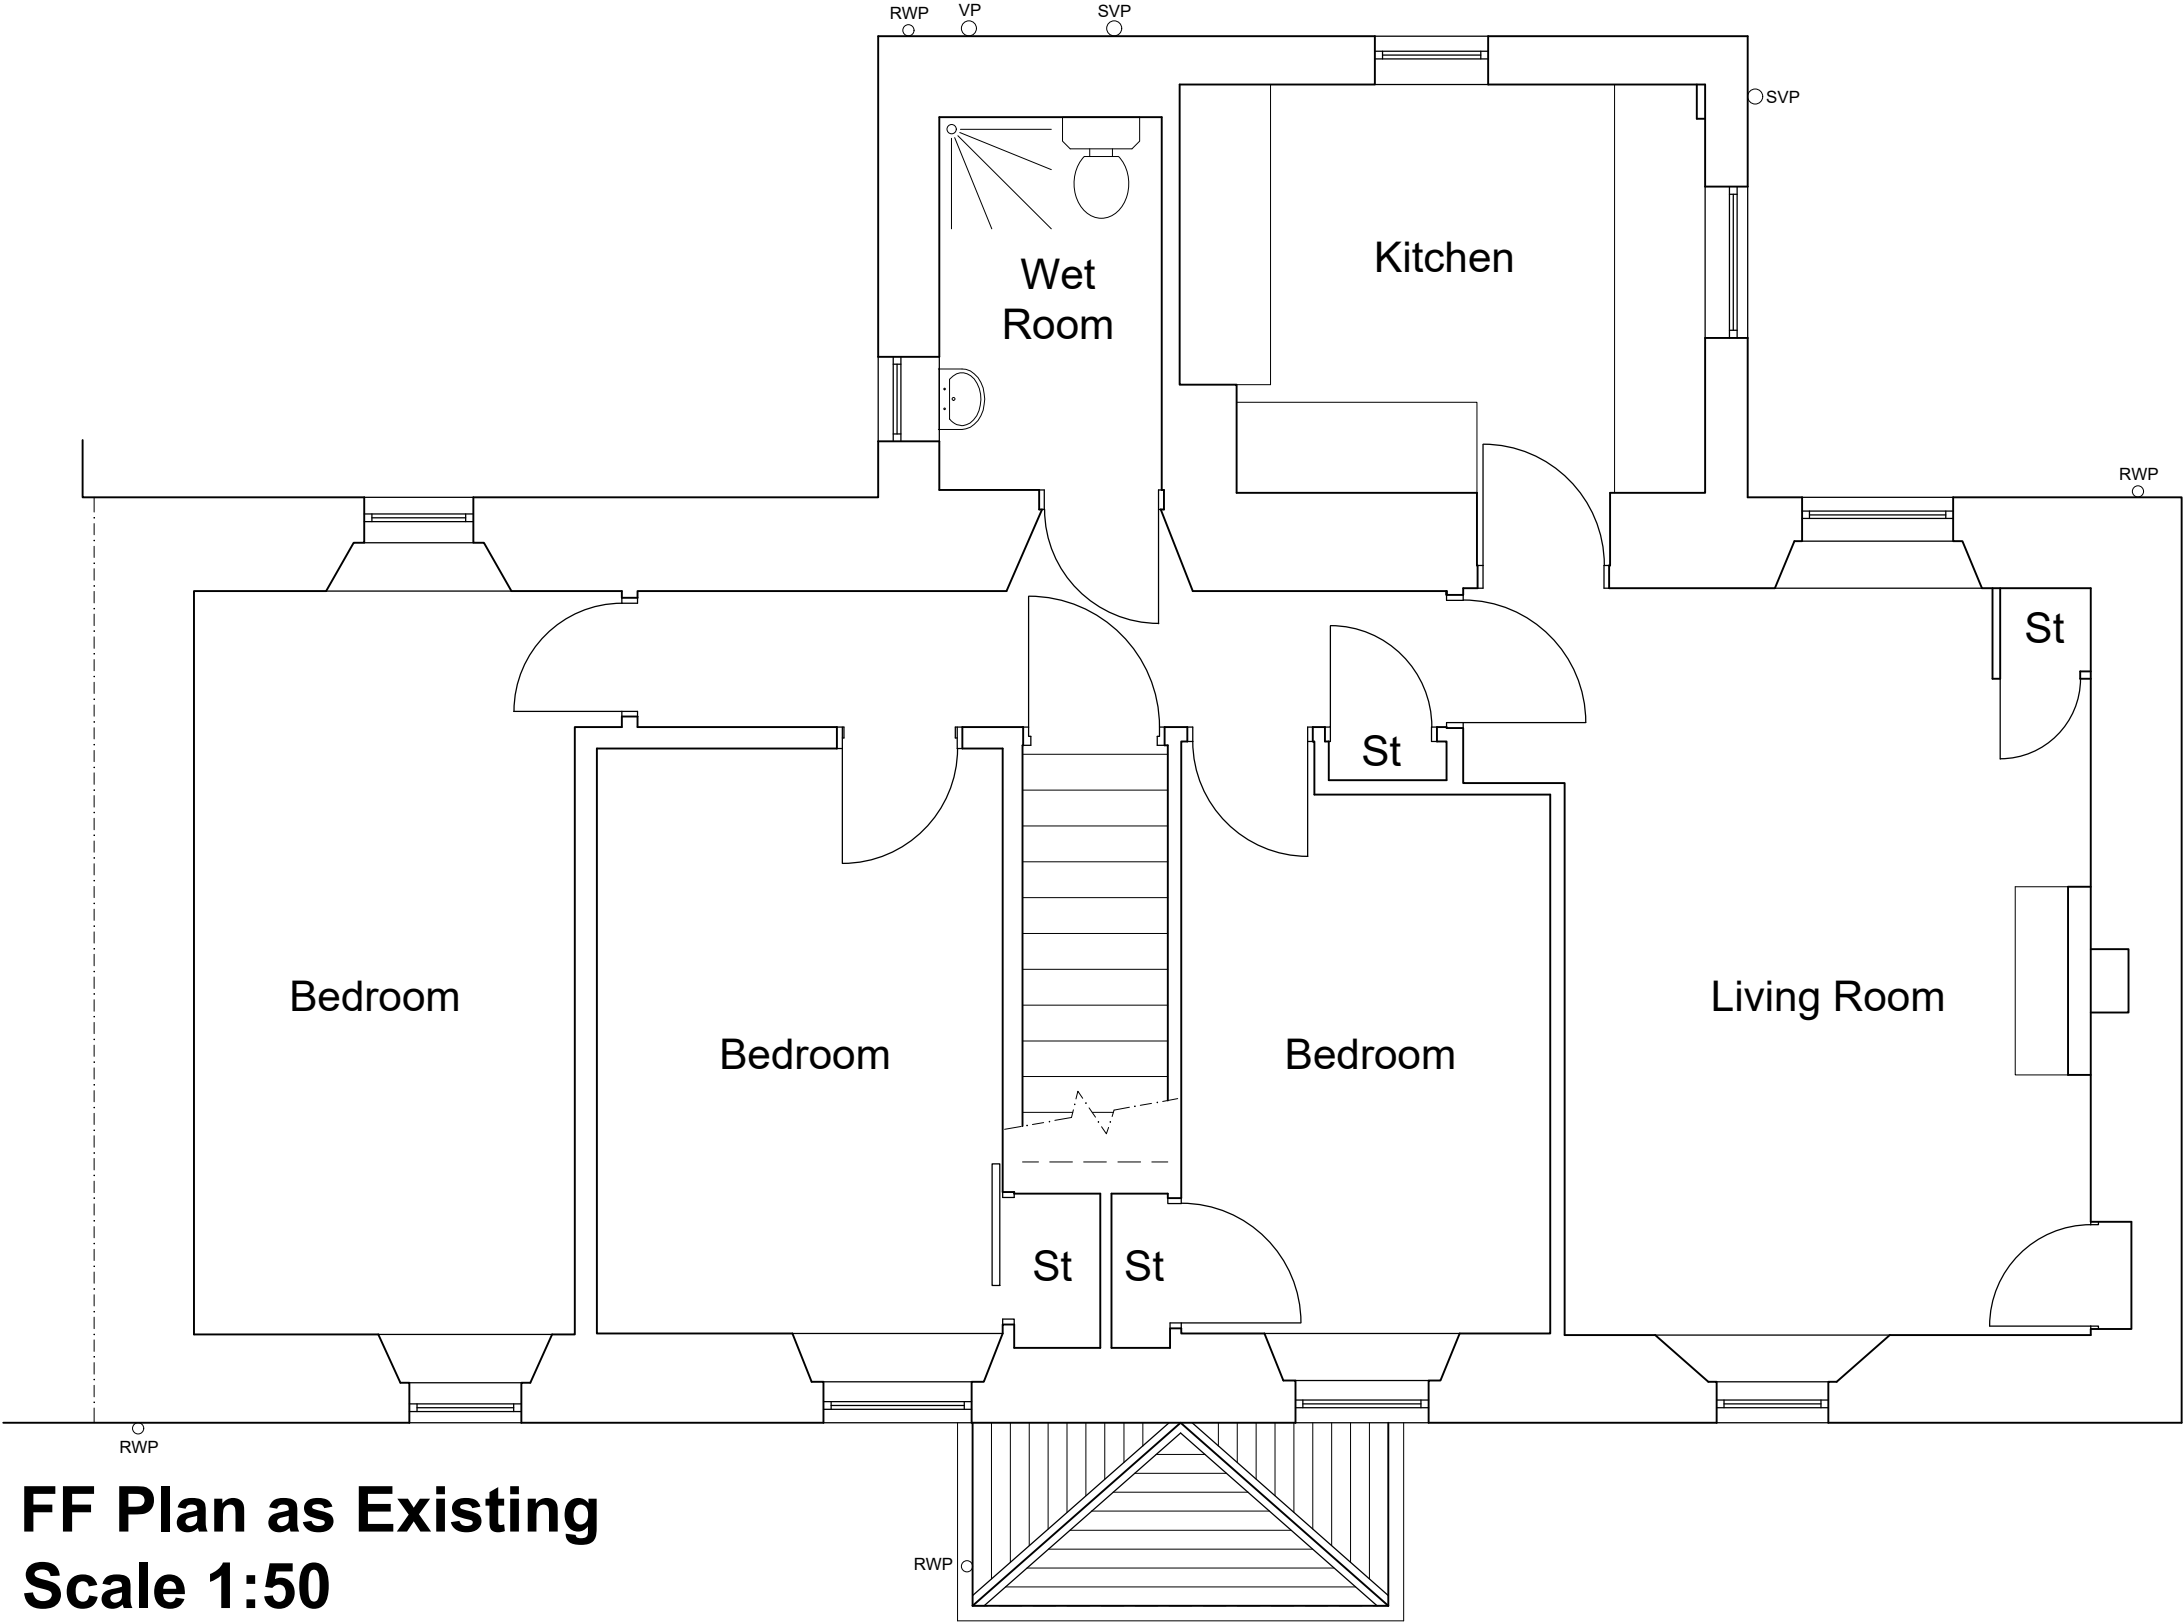 RWP
VP
SVP
SVP
Kitchen
Wet
Room
RWP
St
St
Bedroom
Living Room
Bedroom
Bedroom
St
St
RWP
FF Plan as Existing
Scale 1:50
RWP